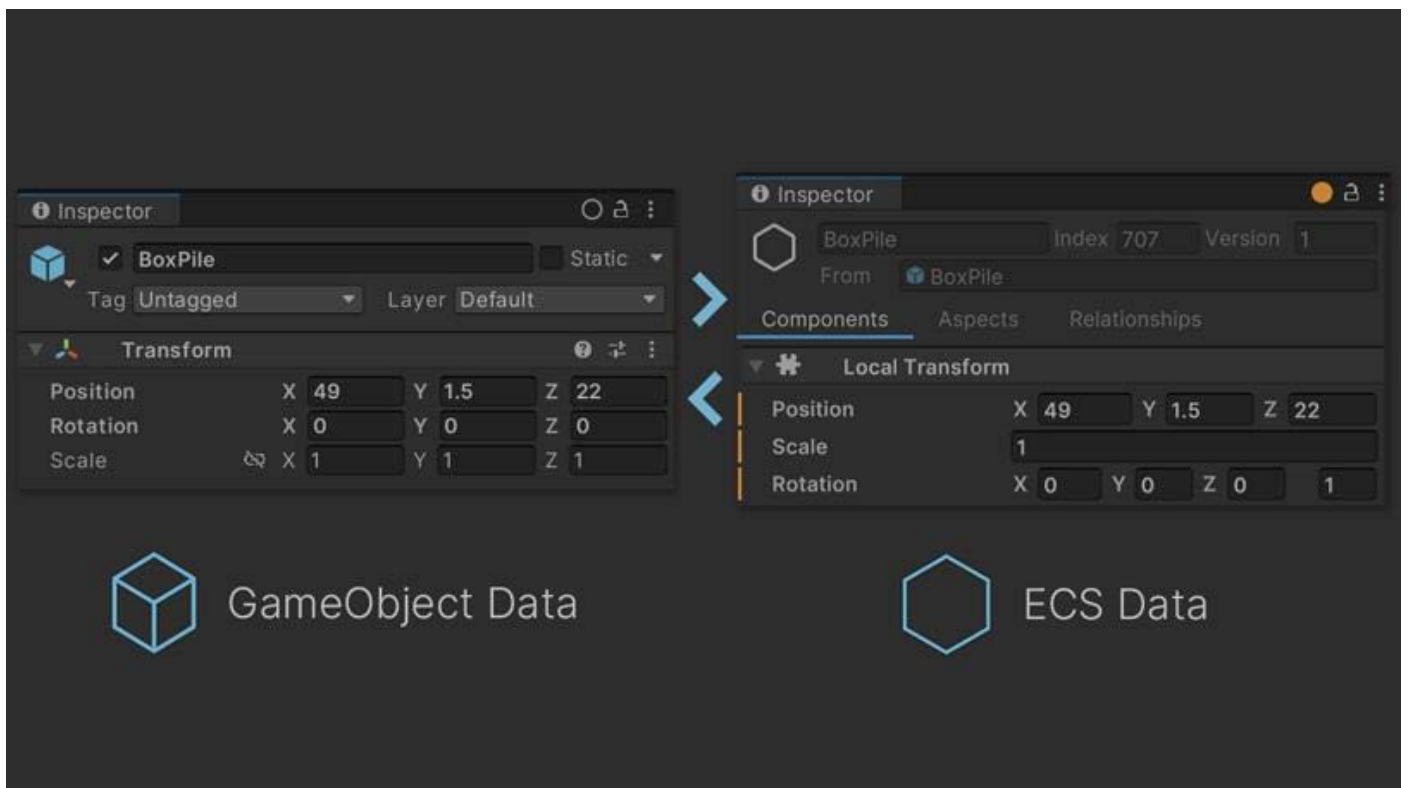 Inspector
BoxPile Static
Tag Untagged Layer Default
Transform
Position X 49 Y 1.5 Z 22
Rotation X 0 Y 0 Z 0
Scale X 1 Y 1 Z 1
GameObject Data
Inspector
BoxPile Index 707 Version 1
From BoxPile
Components Aspects Relationships
Local Transform
Position X 49 Y 1.5 Z 22
Scale 1
Rotation X 0 Y 0 Z 0 1
ECS Data